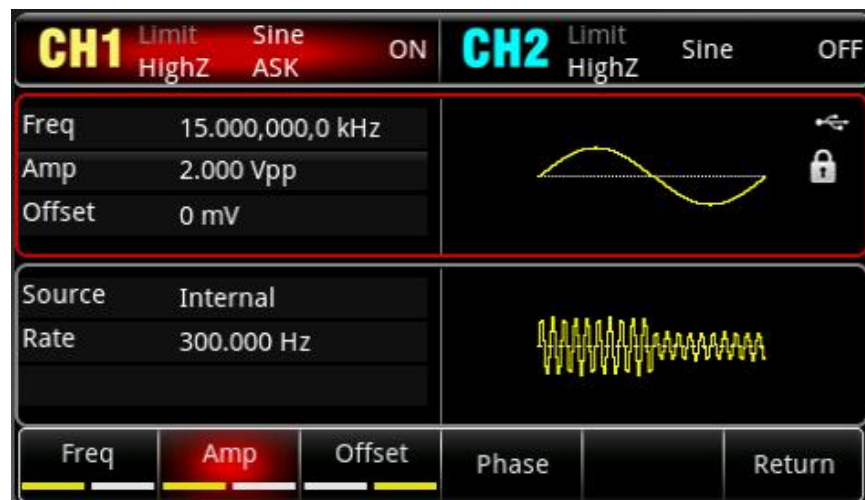 CH1 Limit Sine ON CH2 Limit Sine OFF
HighZ ASK HighZ
Freq 15.000,000,0 kHz
Amp 2.000 Vpp
Offset 0 mV
Source Internal
Rate 300.000 Hz
Freq Amp Offset Phase Return